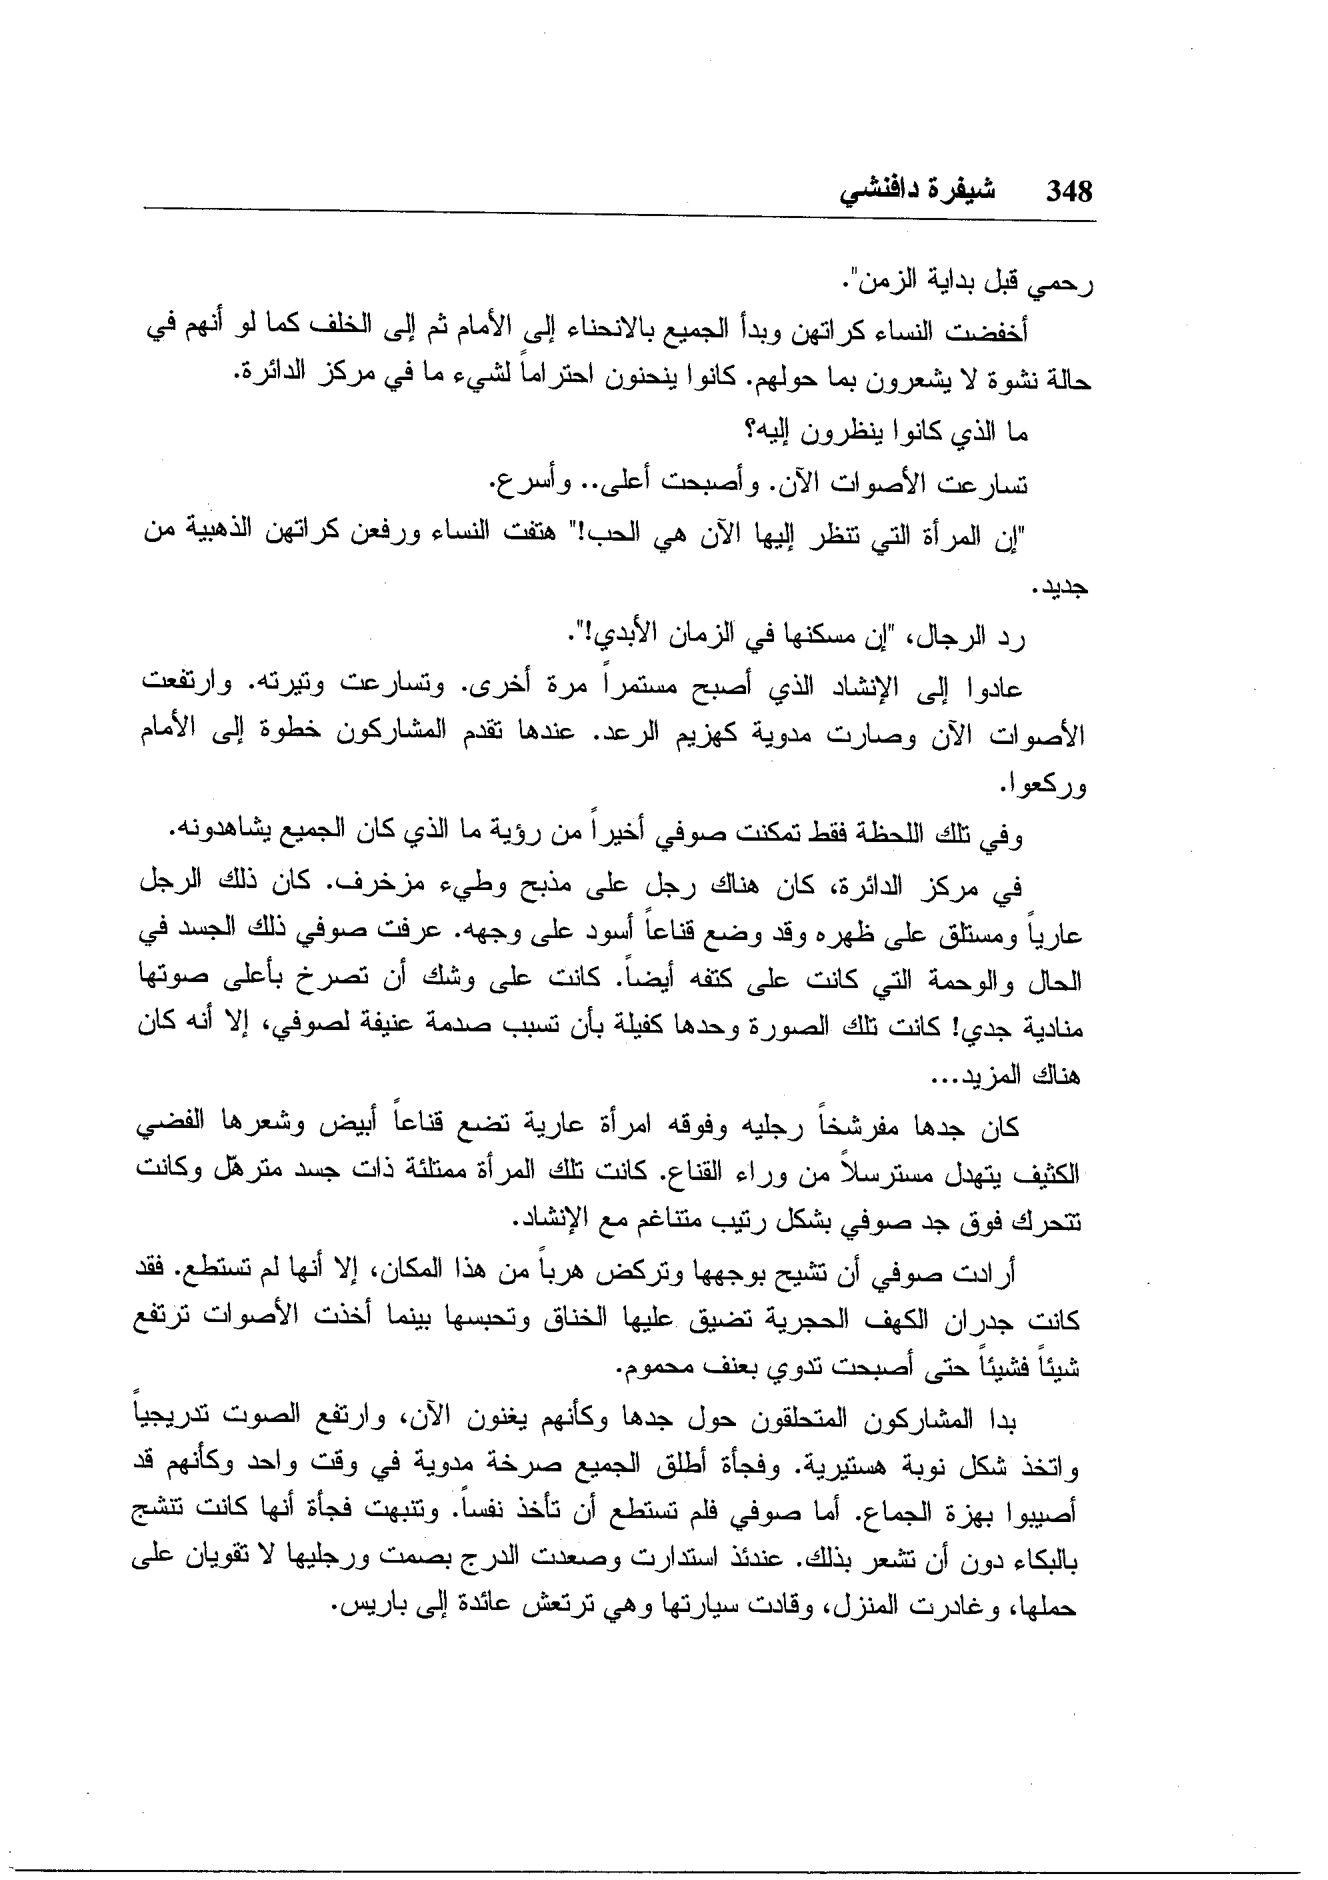 348 شيفرة دافنشي
رحمي قبل بداية الزمن".
أخفضت النساء كراتهن وبدأ الجميع بالانحناء إلى الأمام ثم إلى الخلف كما لو أنهم في
حالة نشوة لا يشعرون بما حولهم. كانوا ينحنون احتراماً لشيء ما في مركز الدائرة.
ما الذي كانوا ينظرون إليه؟
تسارعت الأصوات الآن. وأصبحت أعلى.. وأسرع.
"إن المرأة التي تنظر إليها الآن هي الحب!" هتفت النساء ورفعن كراتهن الذهبية من
جديد.
رد الرجال، "إن مسكنها في الزمان الأبدي!".
عادوا إلى الإنشاد الذي أصبح مستمراً مرة أخرى. وتسارعت وتيرته. وارتفعت
الأصوات الآن وصارت مدوية كهزيم الرعد. عندها تقدم المشاركون خطوة إلى الأمام
وركعوا.
وفي تلك اللحظة فقط تمكنت صوفي أخيراً من رؤية ما الذي كان الجميع يشاهدونه.
في مركز الدائرة، كان هناك رجل على مذبح وطيء مزخرف. كان ذلك الرجل
عارياً ومستلق على ظهره وقد وضع قناعاً أسود على وجهه. عرفت صوفي ذلك الجسد في
الحال والوحمة التي كانت على كتفه أيضاً. كانت على وشك أن تصرخ بأعلى صوتها
منادية جدي! كانت تلك الصورة وحدها كفيلة بأن تسبب صدمة عنيفة لصوفي، إلا أنه كان
هناك المزيد...
كان جدها مفرشخاً رجليه وفوقه امرأة عارية تضع قناعاً أبيض وشعرها الفضي
الكثيف يتهدل مسترسلاً من وراء القناع. كانت تلك المرأة ممتلئة ذات جسد مترهّل وكانت
تتحرك فوق جد صوفي بشكل رتيب متناغم مع الإنشاد.
أرادت صوفي أن تشيح بوجهها وتركض هرباً من هذا المكان، إلا أنها لم تستطع. فقد
كانت جدران الكهف الحجرية تضيق عليها الخناق وتحبسها بينما أخذت الأصوات ترتفع
شيئاً فشيئاً حتى أصبحت تدوي بعنف محموم.
بدا المشاركون المتحلقون حول جدها وكأنهم يغنون الآن، وارتفع الصوت تدريجياً
واتخذ شكل نوبة هستيرية. وفجأة أطلق الجميع صرخة مدوية في وقت واحد وكأنهم قد
أصيبوا بهزة الجماع. أما صوفي فلم تستطع أن تأخذ نفساً. وتنبهت فجأة أنها كانت تنشج
بالبكاء دون أن تشعر بذلك. عندئذ استدارت وصعدت الدرج بصمت ورجليها لا تقويان على
حملها، وغادرت المنزل، وقادت سيارتها وهي ترتعش عائدة إلى باريس.